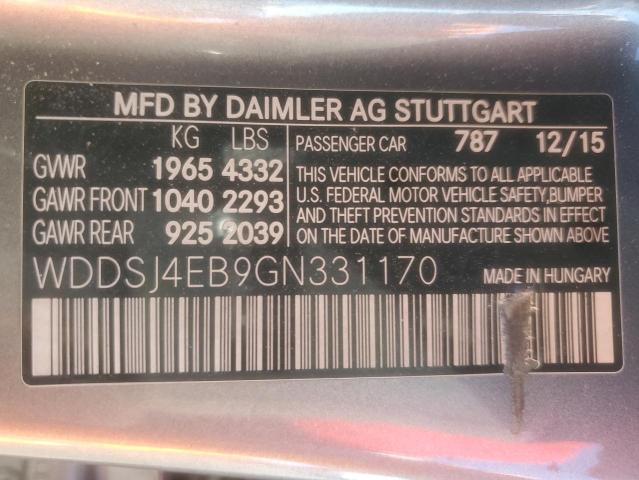 MFD BY DAIMLER AG STUTTGART
KG LBS
GVWR 1965 4332
GAWR FRONT 1040 2293
GAWR REAR 925 2039
PASSENGER CAR 787 12/15
THIS VEHICLE CONFORMS TO ALL APPLICABLE
U.S. FEDERAL MOTOR VEHICLE SAFETY,BUMPER
AND THEFT PREVENTION STANDARDS IN EFFECT
ON THE DATE OF MANUFACTURE SHOWN ABOVE
WDDSJ4EB9GN331170 MADE IN HUNGARY